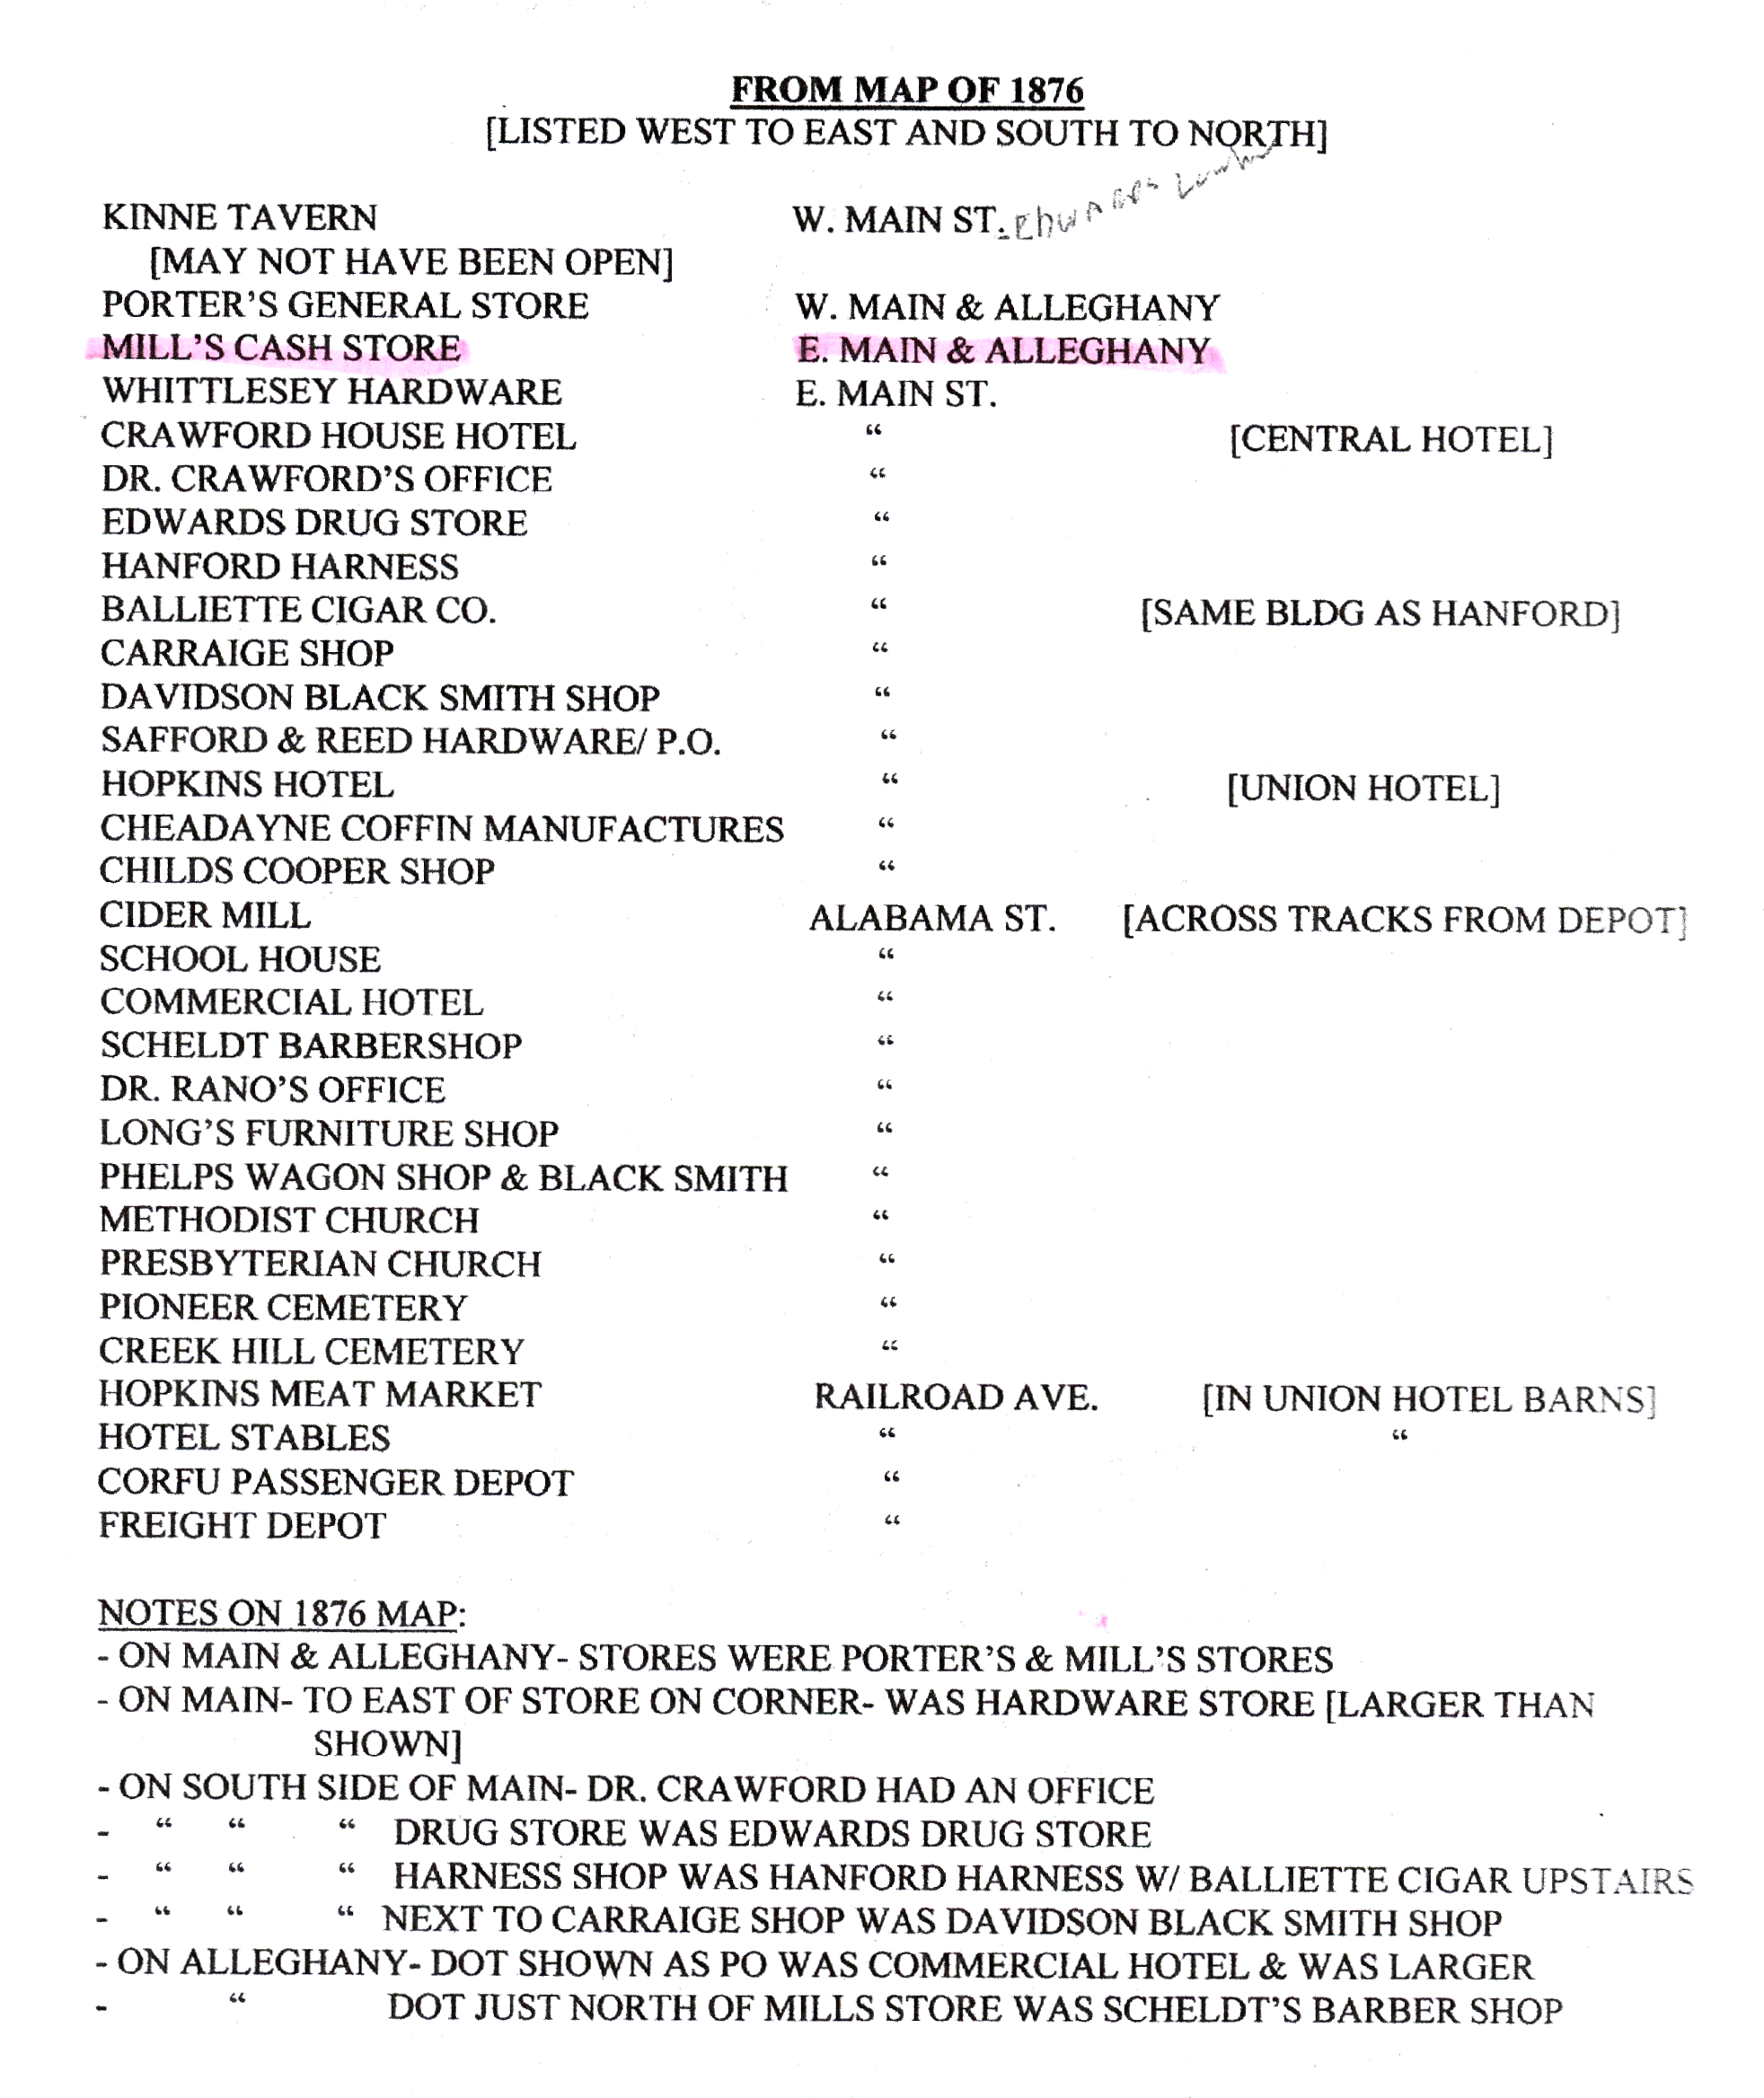 FROM MAP OF 1876
[LISTED WEST TO EAST AND SOUTH TO NORTH]
KINNE TAVERN W. MAIN ST.
[MAY NOT HAVE BEEN OPEN]
PORTER'S GENERAL STORE W. MAIN & ALLEGHANY
MILL'S CASH STORE E. MAIN & ALLEGHANY
WHITTLESEY HARDWARE E. MAIN ST.
CRAWFORD HOUSE HOTEL “ [CENTRAL HOTEL]
DR. CRAWFORD'S OFFICE “
EDWARDS DRUG STORE “
HANFORD HARNESS “
BALLIETTE CIGAR CO. “ [SAME BLDG AS HANFORD]
CARRAIGE SHOP “
DAVIDSON BLACK SMITH SHOP “
SAFFORD & REED HARDWARE/ P.O. “
HOPKINS HOTEL “ [UNION HOTEL]
CHEADAYNE COFFIN MANUFACTURES “
CHILDS COOPER SHOP “
CIDER MILL ALABAMA ST. [ACROSS TRACKS FROM DEPOT]
SCHOOL HOUSE “
COMMERCIAL HOTEL “
SCHELDT BARBERSHOP “
DR. RANO'S OFFICE “
LONG'S FURNITURE SHOP “
PHELPS WAGON SHOP & BLACK SMITH “
METHODIST CHURCH “
PRESBYTERIAN CHURCH “
PIONEER CEMETERY “
CREEK HILL CEMETERY “
HOPKINS MEAT MARKET RAILROAD AVE. [IN UNION HOTEL BARNS]
HOTEL STABLES “ “
CORFU PASSENGER DEPOT “
FREIGHT DEPOT “
NOTES ON 1876 MAP:
- ON MAIN & ALLEGHANY- STORES WERE PORTER'S & MILL'S STORES
- ON MAIN- TO EAST OF STORE ON CORNER- WAS HARDWARE STORE [LARGER THAN
SHOWN]
- ON SOUTH SIDE OF MAIN- DR. CRAWFORD HAD AN OFFICE
- “ “ “ DRUG STORE WAS EDWARDS DRUG STORE
- “ “ “ HARNESS SHOP WAS HANFORD HARNESS W/ BALLIETTE CIGAR UPSTAIRS
- “ “ “ NEXT TO CARRAIGE SHOP WAS DAVIDSON BLACK SMITH SHOP
- ON ALLEGHANY- DOT SHOWN AS PO WAS COMMERCIAL HOTEL & WAS LARGER
- “ DOT JUST NORTH OF MILLS STORE WAS SCHELDT'S BARBER SHOP